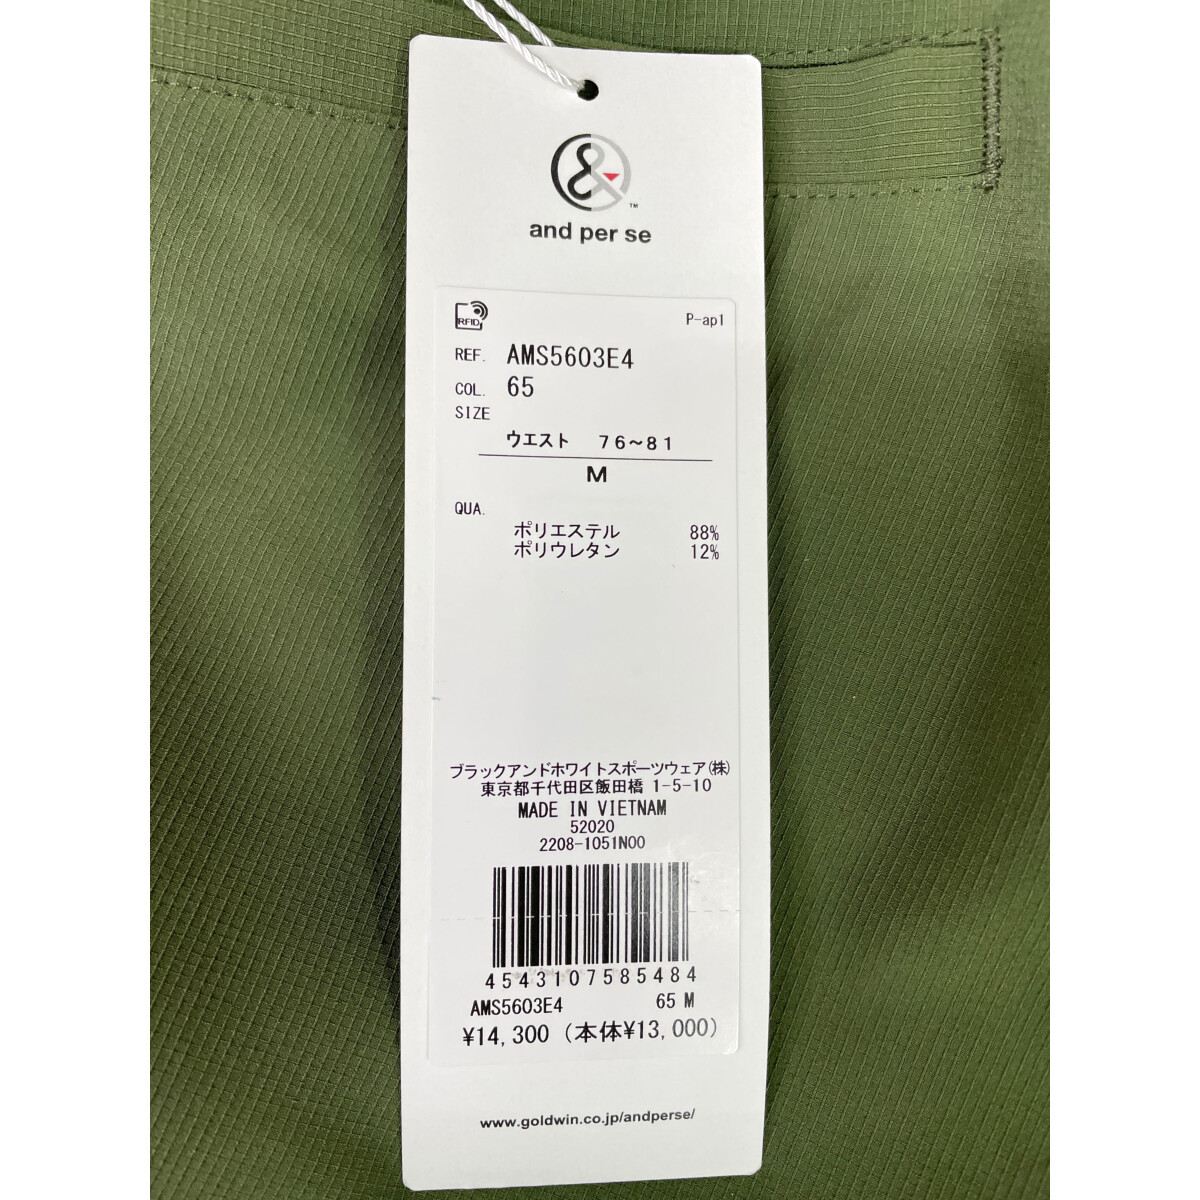 &
TM
and per se
RFID
P-ap1
REF. AMS5603E4
COL. 65
SIZE
ウエスト 76~81
M
QUA.
ポリエステル 88%
ポリウレタン 12%
ブラックアンドホワイトスポーツウェア(株)
東京都千代田区飯田橋 1-5-10
MADE IN VIETNAM
52020
2208-1051N00
4543107585484
AMS5603E4 65 M
¥14,300 (本体¥13,000)
www.goldwin.co.jp/andperse/